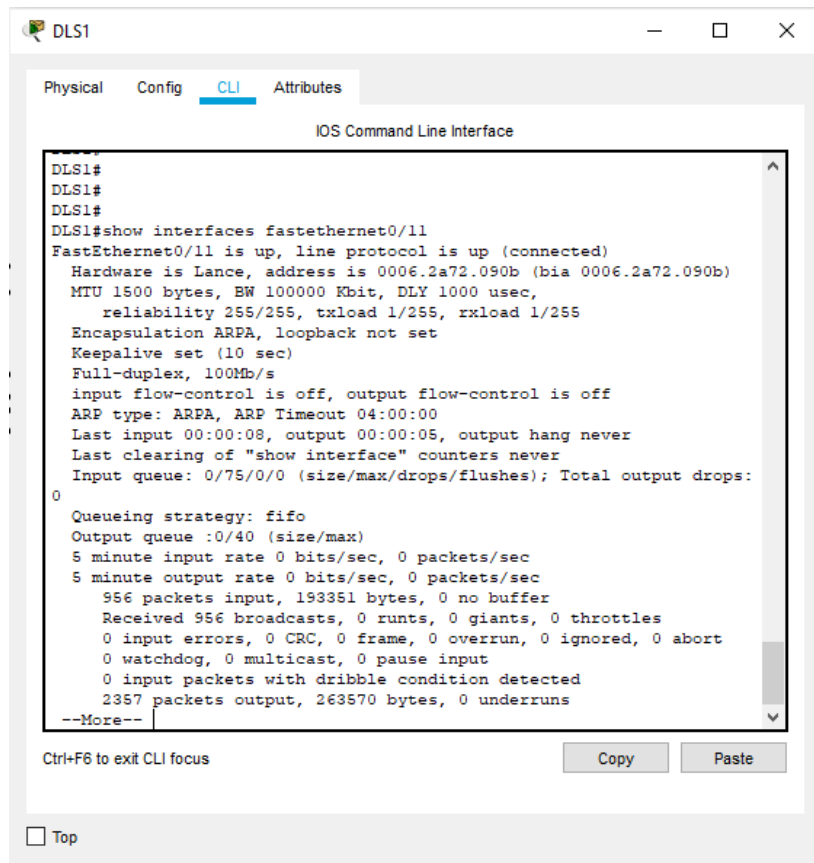 DLS1
Physical Config CLI Attributes
IOS Command Line Interface
DLS1#
DLS1#
DLS1#
DLS1#show interfaces fastethernet0/11
FastEthernet0/11 is up, line protocol is up (connected)
Hardware is Lance, address is 0006.2a72.090b (bia 0006.2a72.090b)
MTU 1500 bytes, BW 100000 Kbit, DLY 1000 usec,
reliability 255/255, txload 1/255, rxload 1/255
Encapsulation ARPA, loopback not set
Keepalive set (10 sec)
Full-duplex, 100Mb/s
input flow-control is off, output flow-control is off
ARP type: ARPA, ARP Timeout 04:00:00
Last input 00:00:08, output 00:00:05, output hang never
Last clearing of "show interface" counters never
Input queue: 0/75/0/0 (size/max/drops/flushes); Total output drops:
0
Queueing strategy: fifo
Output queue :0/40 (size/max)
5 minute input rate 0 bits/sec, 0 packets/sec
5 minute output rate 0 bits/sec, 0 packets/sec
956 packets input, 193351 bytes, 0 no buffer
Received 956 broadcasts, 0 runts, 0 giants, 0 throttles
0 input errors, 0 CRC, 0 frame, 0 overrun, 0 ignored, 0 abort
0 watchdog, 0 multicast, 0 pause input
0 input packets with dribble condition detected
2357 packets output, 263570 bytes, 0 underruns
--More--
Ctrl+F6 to exit CLI focus Copy Paste
Top